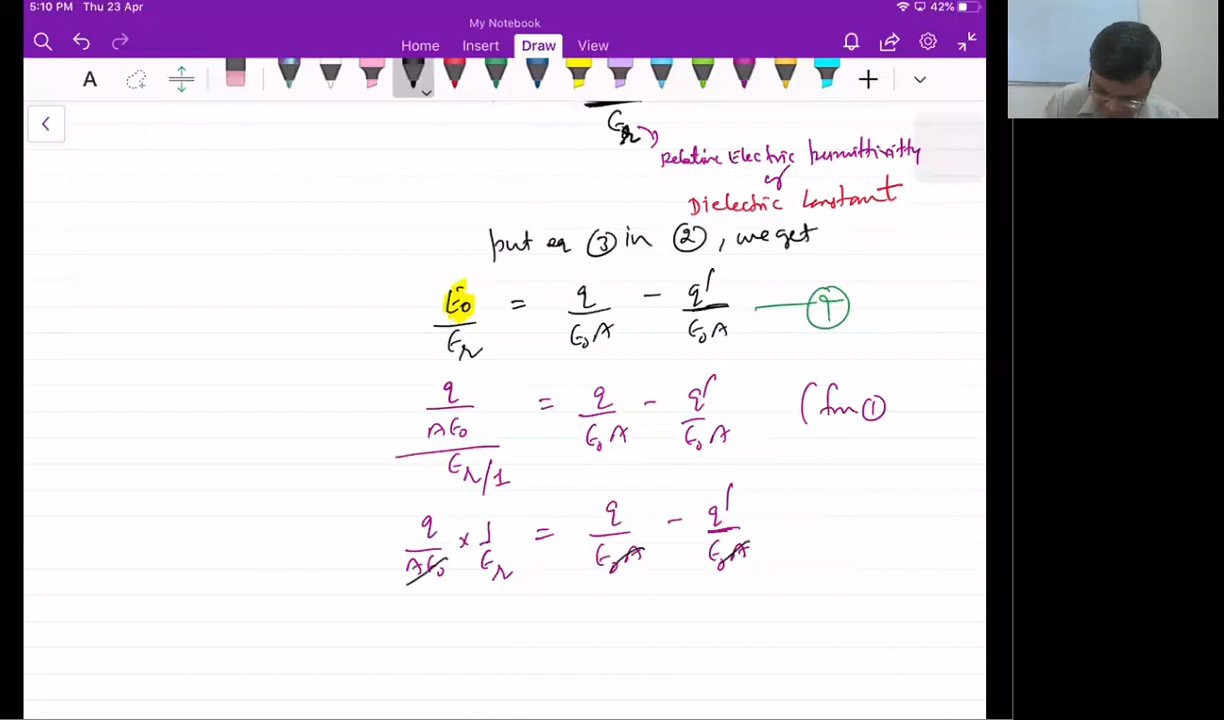 5:10 PM Thu 23 Apr
42%
My Notebook
Home Insert Draw View
A
εr
Relative Electric permittivitty
or
Dielectric Constant
put eq ③ in ②, we get
E₀/εr = q/ε₀A − q'/ε₀A — ④
(q/Aε₀)/(εr/1) = q/ε₀A − q'/ε₀A (from ①
q/Aε₀ × 1/εr = q/ε₀A − q'/ε₀A